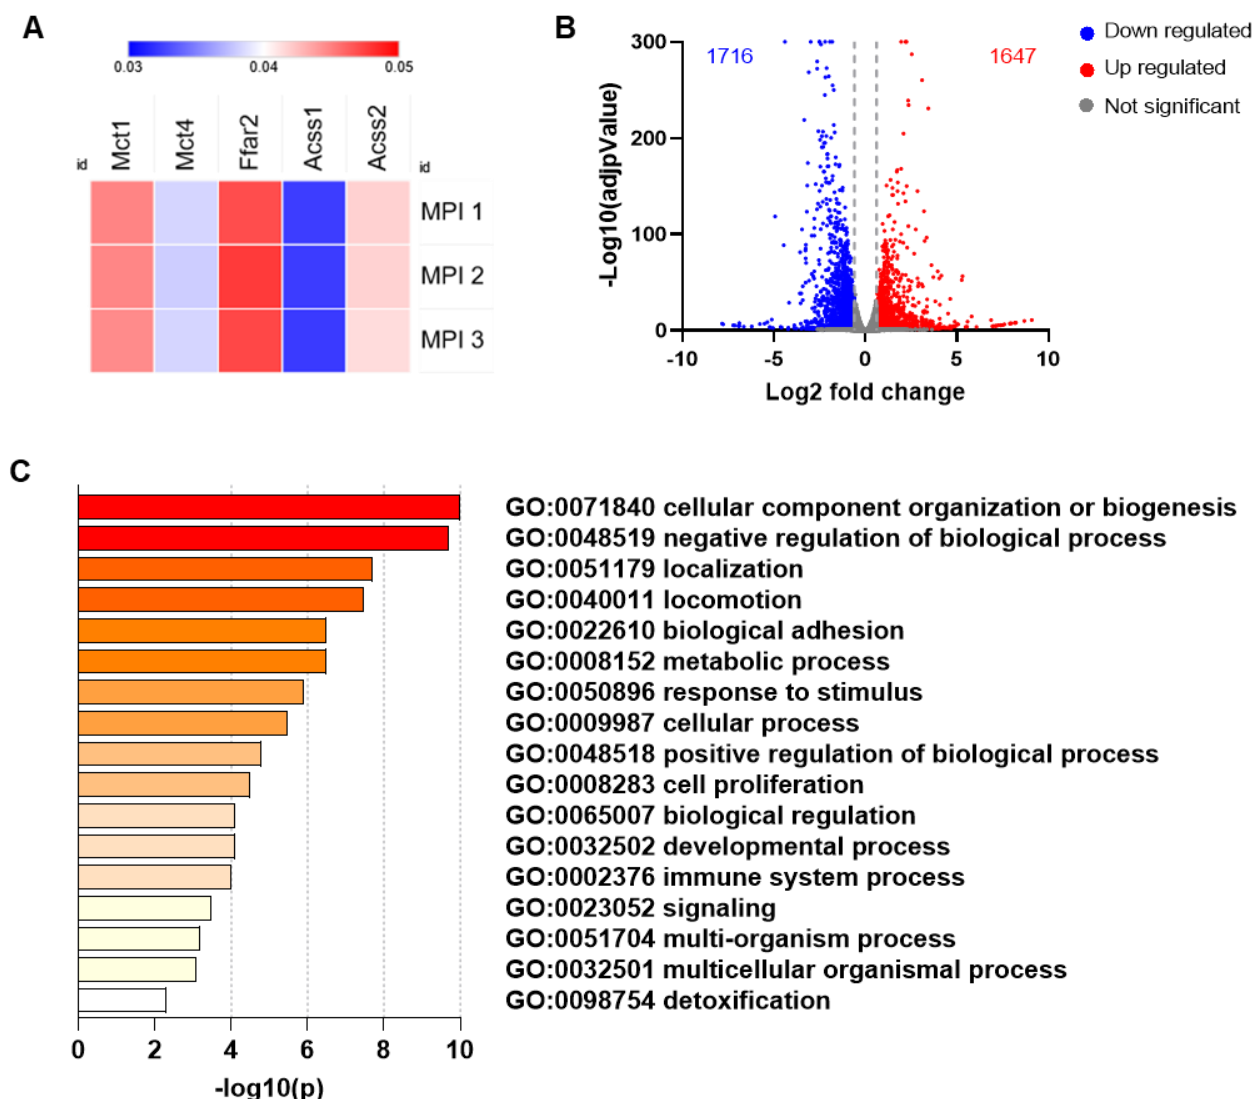 A
0.03 0.04 0.05
id Mct1 Mct4 Ffar2 Acss1 Acss2 id
MPI 1
MPI 2
MPI 3
B
Down regulated
Up regulated
Not significant
1716 1647
300
200
100
0
-10 -5 0 5 10
-Log10(adjpValue)
Log2 fold change
C
GO:0071840 cellular component organization or biogenesis
GO:0048519 negative regulation of biological process
GO:0051179 localization
GO:0040011 locomotion
GO:0022610 biological adhesion
GO:0008152 metabolic process
GO:0050896 response to stimulus
GO:0009987 cellular process
GO:0048518 positive regulation of biological process
GO:0008283 cell proliferation
GO:0065007 biological regulation
GO:0032502 developmental process
GO:0002376 immune system process
GO:0023052 signaling
GO:0051704 multi-organism process
GO:0032501 multicellular organismal process
GO:0098754 detoxification
0 2 4 6 8 10
-log10(p)